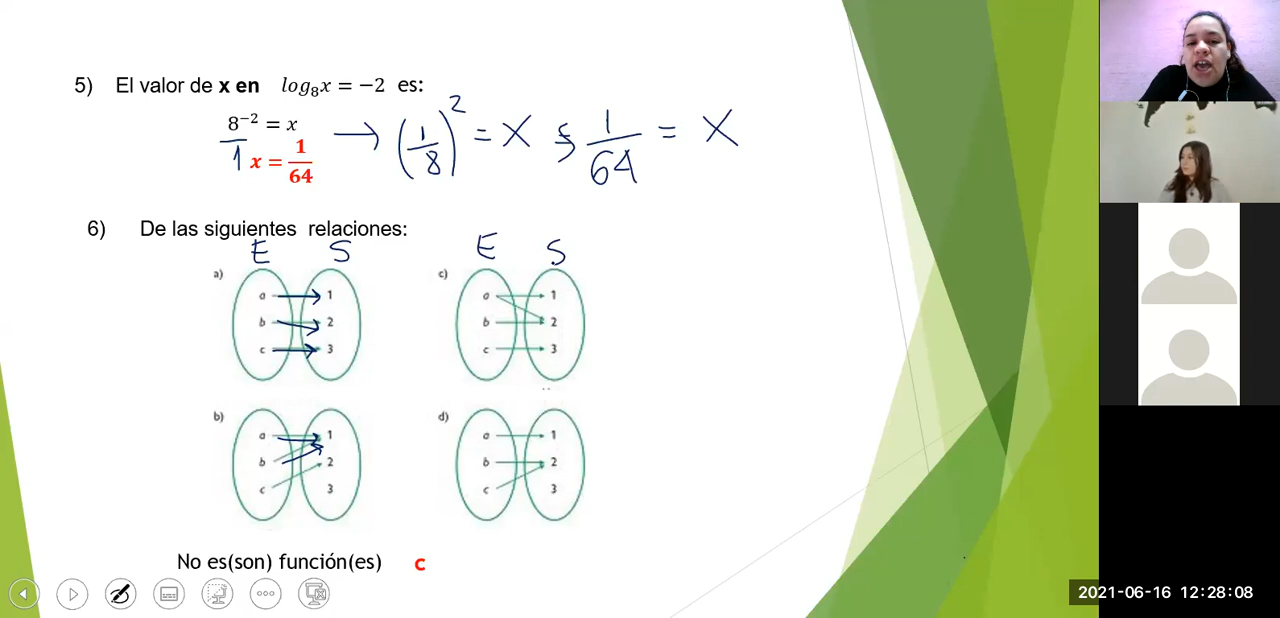 5) El valor de x en log₈x = −2 es:
8⁻² = x → (1/8)² = x ; 1/64 = x
1
x = 1/64
6) De las siguientes relaciones:
E S E S
a) c)
a 1 a 1
b 2 b 2
c 3 c 3
b) d)
a 1 a 1
b 2 b 2
c 3 c 3
No es(son) función(es) c
2021-06-16 12:28:08